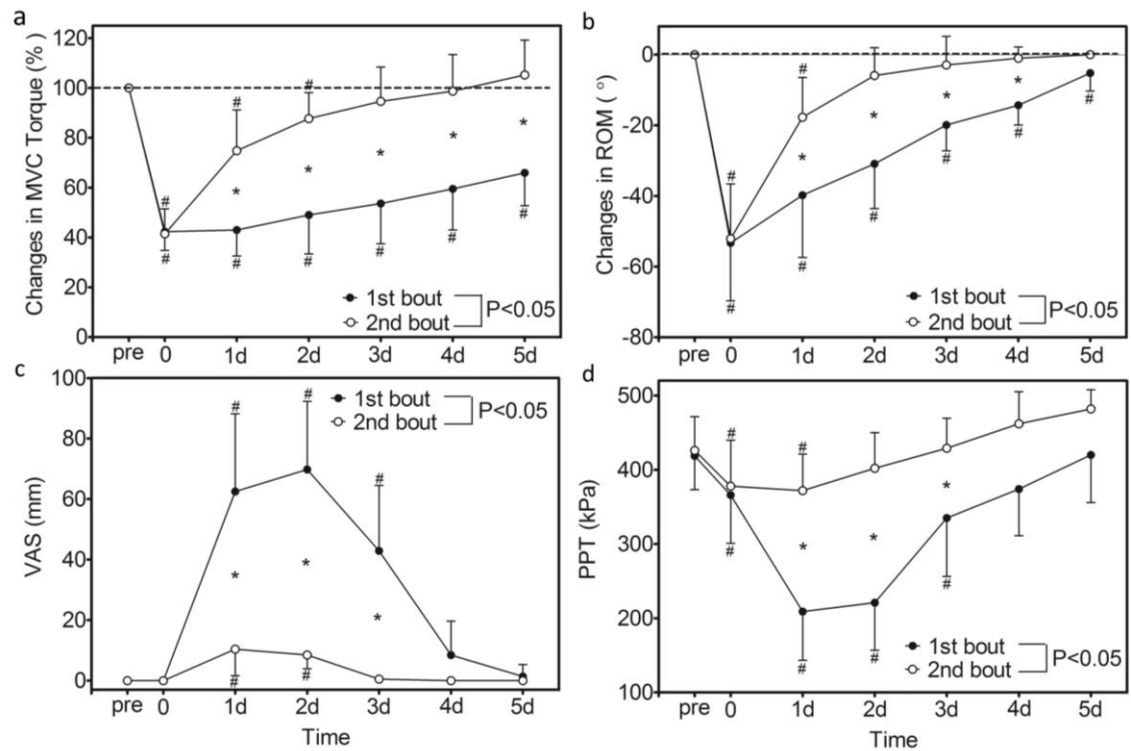 a
Changes in MVC Torque (%)
120
100
80
60
40
20
0
# # # # # # # # #
* * * * *
1st bout
2nd bout
P<0.05
pre 0 1d 2d 3d 4d 5d
b
Changes in ROM ( ° )
0
-20
-40
-60
-80
# # # # # # # #
* * * *
1st bout
2nd bout
P<0.05
pre 0 1d 2d 3d 4d 5d
c
VAS (mm)
100
80
60
40
20
0
# # # # #
* * *
1st bout
2nd bout
P<0.05
pre 0 1d 2d 3d 4d 5d
Time
d
PPT (kPa)
500
400
300
200
100
# # # # # #
* * *
1st bout
2nd bout
P<0.05
pre 0 1d 2d 3d 4d 5d
Time